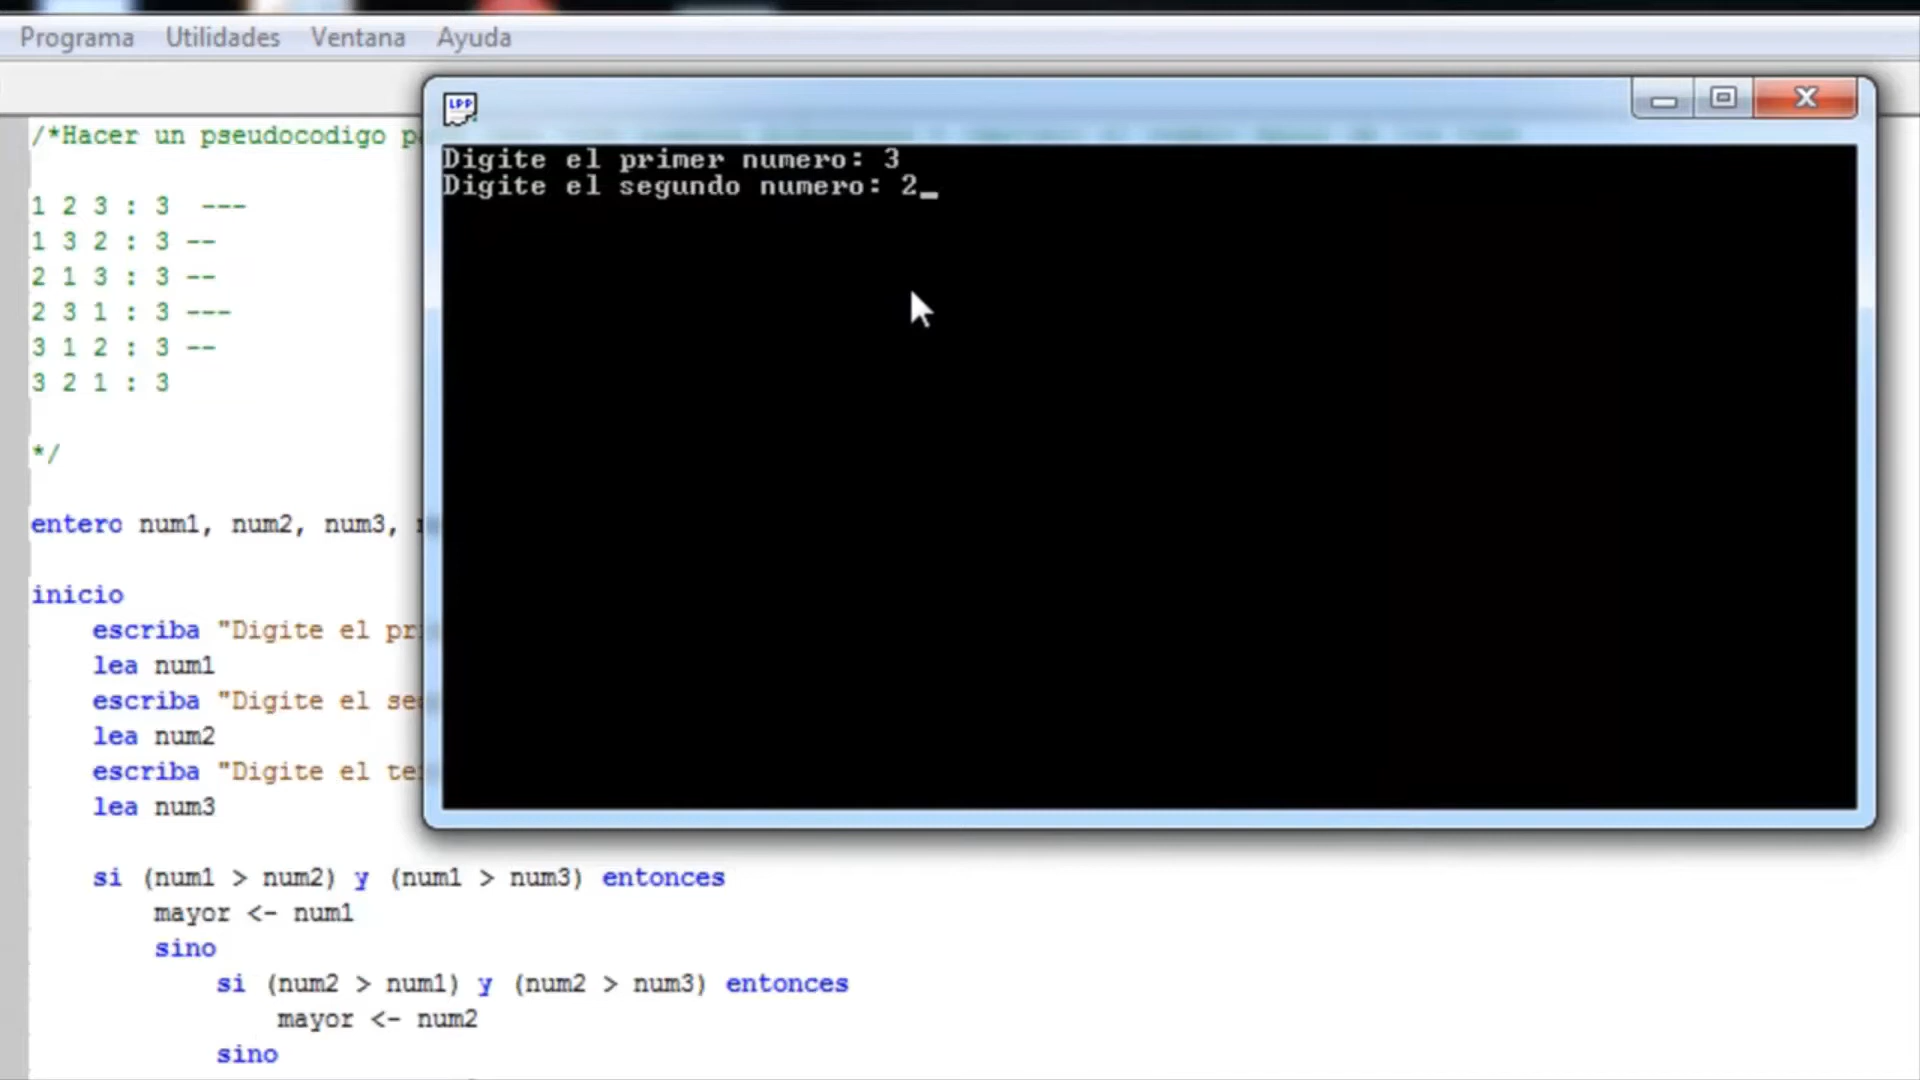 Programa Utilidades Ventana Ayuda
LPP
/*Hacer un pseudocodigo
Digite el primer numero: 3
Digite el segundo numero: 2_
1 2 3 : 3 ---
1 3 2 : 3 --
2 1 3 : 3 --
2 3 1 : 3 ---
3 1 2 : 3 --
3 2 1 : 3
*/
entero num1, num2, num3,
inicio
escriba "Digite el pri
lea num1
escriba "Digite el se
lea num2
escriba "Digite el te
lea num3
si (num1 > num2) y (num1 > num3) entonces
mayor <- num1
sino
si (num2 > num1) y (num2 > num3) entonces
mayor <- num2
sino